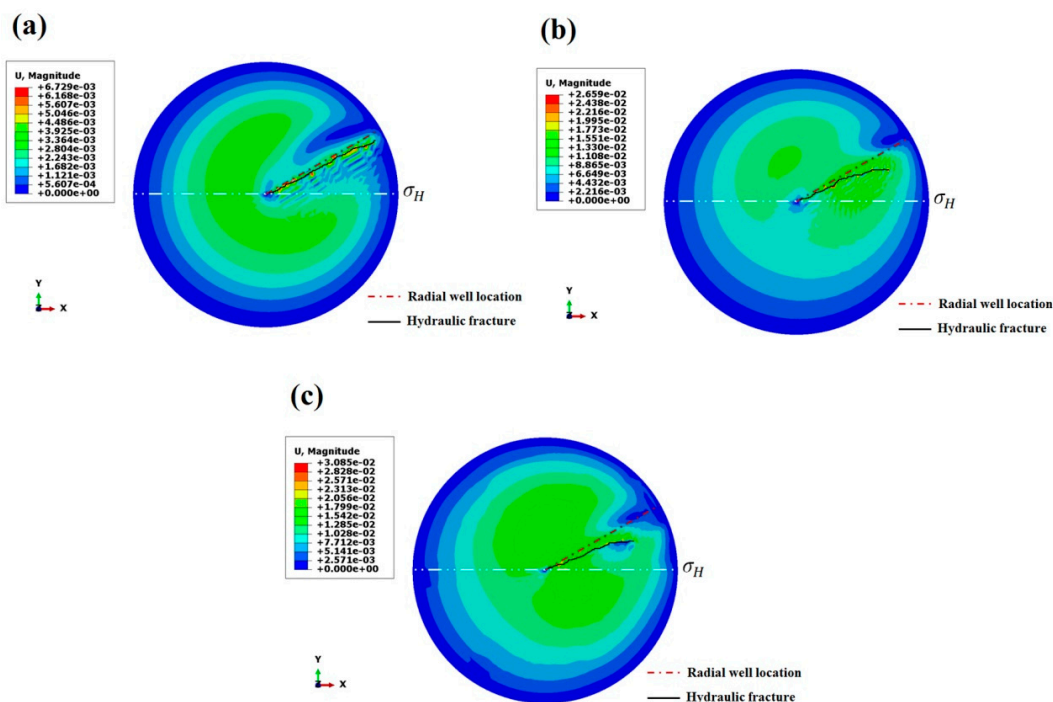 (a)
U, Magnitude
+6.729e-03
+6.168e-03
+5.607e-03
+5.046e-03
+4.486e-03
+3.925e-03
+3.364e-03
+2.804e-03
+2.243e-03
+1.682e-03
+1.121e-03
+5.607e-04
+0.000e+00
σH
Y
Z X
Radial well location
Hydraulic fracture
(b)
U, Magnitude
+2.659e-02
+2.438e-02
+2.216e-02
+1.995e-02
+1.773e-02
+1.551e-02
+1.330e-02
+1.108e-02
+8.865e-03
+6.649e-03
+4.432e-03
+2.216e-03
+0.000e+00
σH
Y
Z X
Radial well location
Hydraulic fracture
(c)
U, Magnitude
+3.085e-02
+2.828e-02
+2.571e-02
+2.313e-02
+2.056e-02
+1.799e-02
+1.542e-02
+1.285e-02
+1.028e-02
+7.712e-03
+5.141e-03
+2.571e-03
+0.000e+00
σH
Y
Z X
Radial well location
Hydraulic fracture